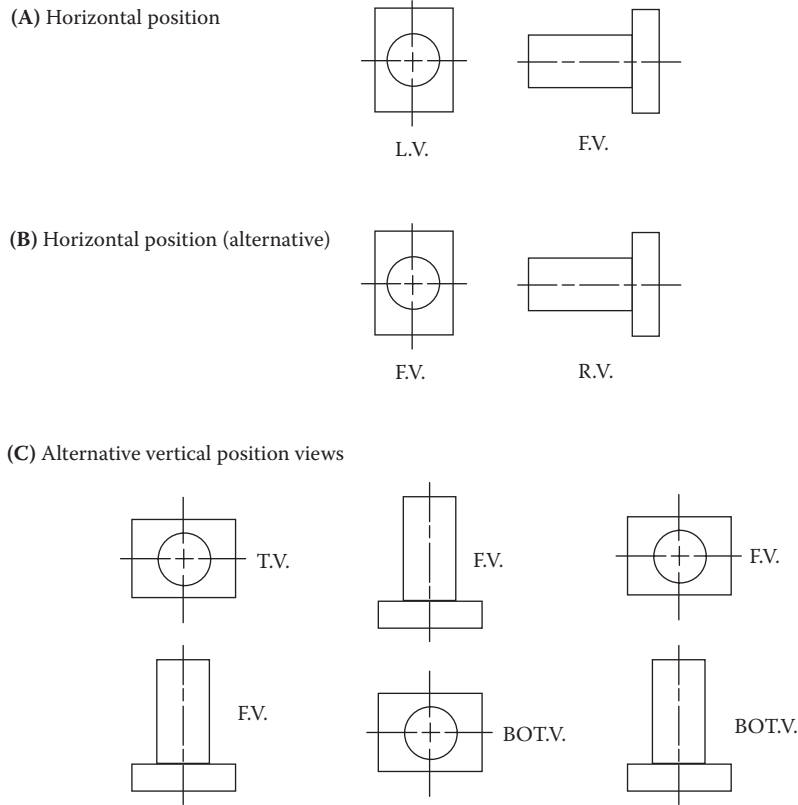 (A) Horizontal position
L.V.
F.V.
(B) Horizontal position (alternative)
F.V.
R.V.
(C) Alternative vertical position views
T.V.
F.V.
F.V.
F.V.
BOT.V.
BOT.V.